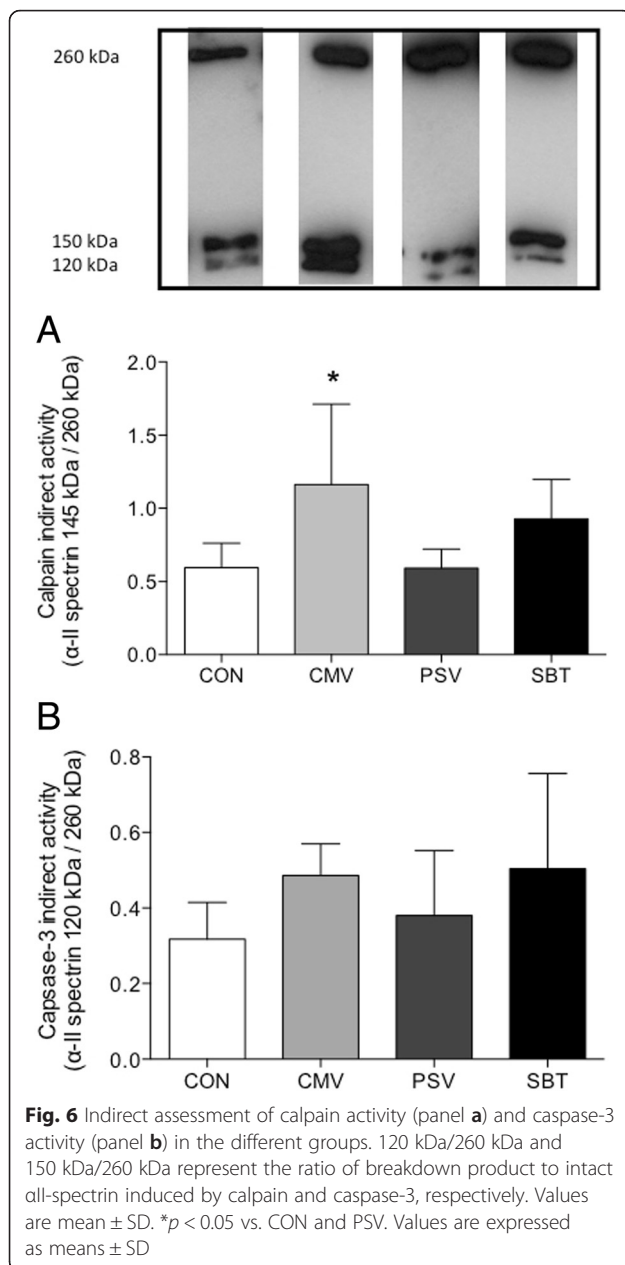 260 kDa
150 kDa
120 kDa
A
Calpain indirect activity
(α-II spectrin 145 kDa / 260 kDa)
2.0
1.5
1.0
0.5
0.0
*
CON CMV PSV SBT
B
Capsase-3 indirect activity
(α-II spectrin 120 kDa / 260 kDa)
0.8
0.6
0.4
0.2
0.0
CON CMV PSV SBT
Fig. 6 Indirect assessment of calpain activity (panel a) and caspase-3
activity (panel b) in the different groups. 120 kDa/260 kDa and
150 kDa/260 kDa represent the ratio of breakdown product to intact
αII-spectrin induced by calpain and caspase-3, respectively. Values
are mean ± SD. *p < 0.05 vs. CON and PSV. Values are expressed
as means ± SD